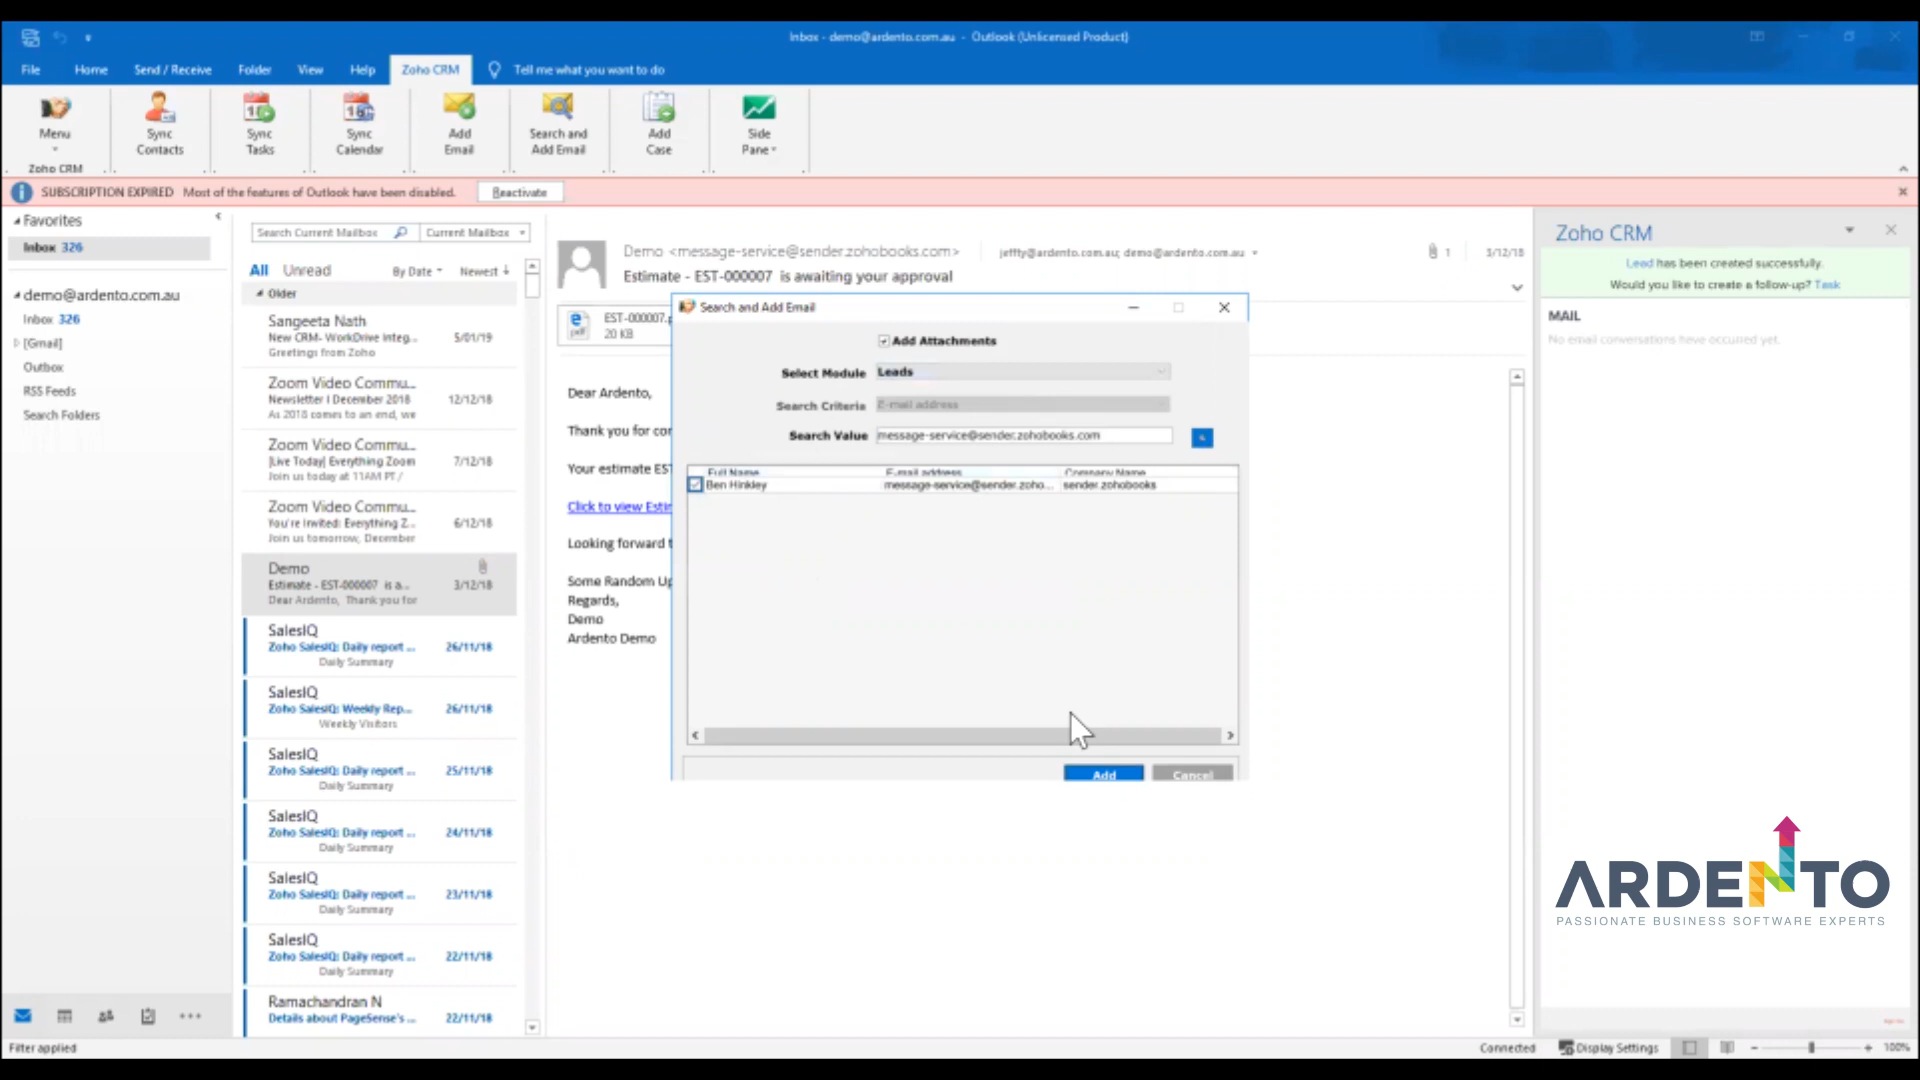 Inbox - demo@ardento.com.au - Outlook (Unlicensed Product)
File Home Send / Receive Folder View Help Zoho CRM Tell me what you want to do
Menu
Zoho CRM
Sync
Contacts
Sync
Tasks
Sync
Calendar
Add
Email
Search and
Add Email
Add
Case
Side
Pane
SUBSCRIPTION EXPIRED Most of the features of Outlook have been disabled. Reactivate
Favorites
Inbox 326
demo@ardento.com.au
Inbox 326
[Gmail]
Outbox
RSS Feeds
Search Folders
Search Current Mailbox Current Mailbox
All Unread By Date Newest
Older
Sangeeta Nath
New CRM- WorkDrive Integ... 5/01/19
Greetings from Zoho
Zoom Video Commu...
Newsletter | December 2018 12/12/18
As 2018 comes to an end, we
Zoom Video Commu...
[Live Today] Everything Zoom 7/12/18
Join us today at 11AM PT /
Zoom Video Commu...
You're Invited: Everything Z... 6/12/18
Join us tomorrow, December
Demo
Estimate - EST-000007 is a... 3/12/18
Dear Ardento, Thank you for
SalesIQ
Zoho SalesIQ: Daily report ... 26/11/18
Daily Summary
SalesIQ
Zoho SalesIQ: Weekly Rep... 26/11/18
Weekly Visitors
SalesIQ
Zoho SalesIQ: Daily report ... 25/11/18
Daily Summary
SalesIQ
Zoho SalesIQ: Daily report ... 24/11/18
Daily Summary
SalesIQ
Zoho SalesIQ: Daily report ... 23/11/18
Daily Summary
SalesIQ
Zoho SalesIQ: Daily report ... 22/11/18
Daily Summary
Ramachandran N
Details about PageSense's ... 22/11/18
Demo <message-service@sender.zohobooks.com> jeffty@ardento.com.au; demo@ardento.com.au 1 3/12/18
Estimate - EST-000007 is awaiting your approval
EST-000007.p
20 KB
pdf
Dear Ardento,
Thank you for cor
Your estimate EST
Click to view Estin
Looking forward t
Some Random Up
Regards,
Demo
Ardento Demo
Search and Add Email
Add Attachments
Select Module Leads
Search Criteria E-mail address
Search Value message-service@sender.zohobooks.com
Full Name E-mail address Company Name
Ben Hinkley message-service@sender.zoho... sender.zohobooks
Add Cancel
Zoho CRM
Lead has been created successfully.
Would you like to create a follow-up? Task
MAIL
No email conversations have occurred yet.
ARDENTO
PASSIONATE BUSINESS SOFTWARE EXPERTS
Filter applied Connected Display Settings 100%